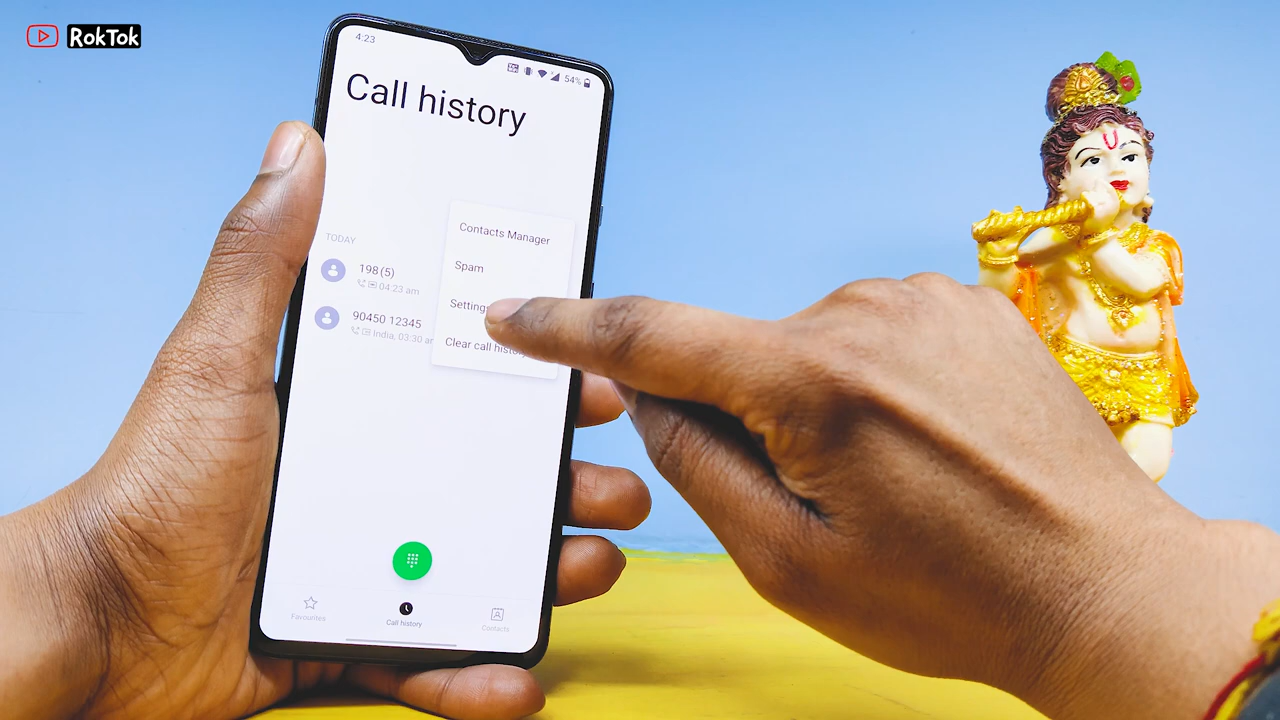 RokTok
4:23
54%
Call history
Contacts Manager
Spam
Settings
Clear call history
TODAY
198 (5)
04:23 am
90450 12345
India, 03:30 am
Favourites
Call history
Contacts